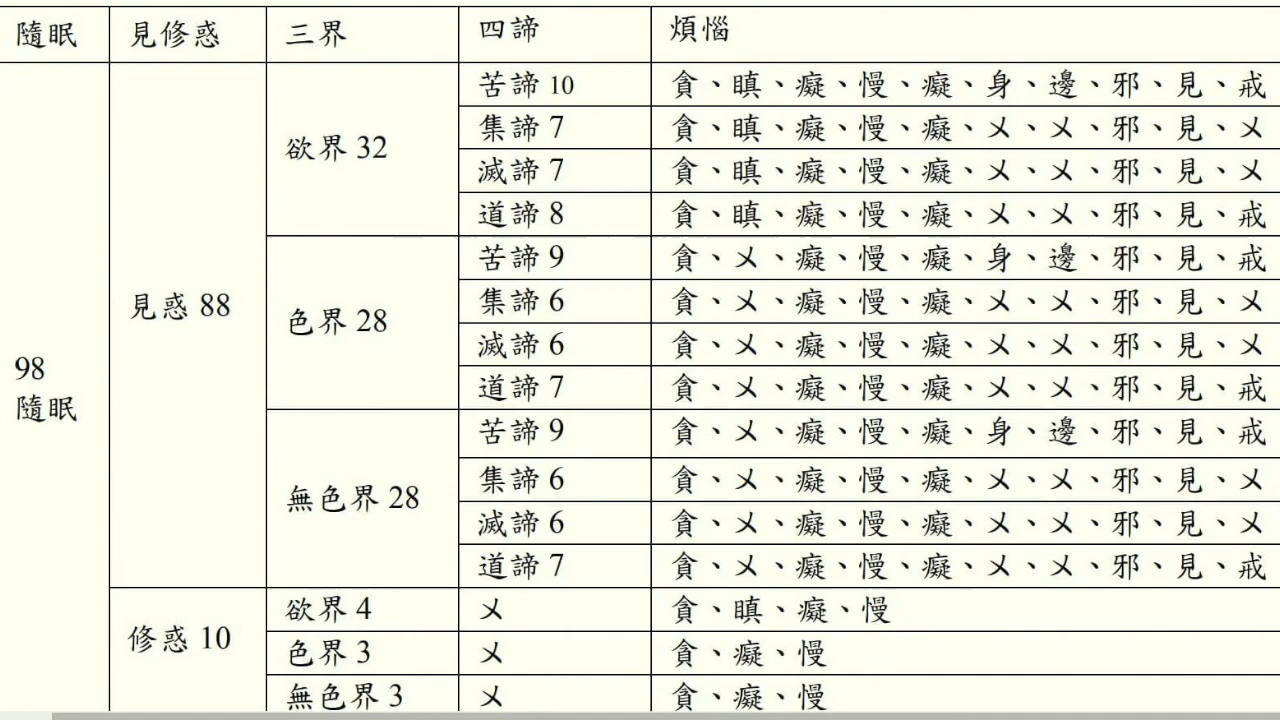 隨眠 見修惑 三界 四諦 煩惱
98
隨眠
見惑 88
欲界 32
苦諦 10 貪、瞋、癡、慢、癡、身、邊、邪、見、戒
集諦 7 貪、瞋、癡、慢、癡、ㄨ、ㄨ、邪、見、ㄨ
滅諦 7 貪、瞋、癡、慢、癡、ㄨ、ㄨ、邪、見、ㄨ
道諦 8 貪、瞋、癡、慢、癡、ㄨ、ㄨ、邪、見、戒
色界 28
苦諦 9 貪、ㄨ、癡、慢、癡、身、邊、邪、見、戒
集諦 6 貪、ㄨ、癡、慢、癡、ㄨ、ㄨ、邪、見、ㄨ
滅諦 6 貪、ㄨ、癡、慢、癡、ㄨ、ㄨ、邪、見、ㄨ
道諦 7 貪、ㄨ、癡、慢、癡、ㄨ、ㄨ、邪、見、戒
無色界 28
苦諦 9 貪、ㄨ、癡、慢、癡、身、邊、邪、見、戒
集諦 6 貪、ㄨ、癡、慢、癡、ㄨ、ㄨ、邪、見、ㄨ
滅諦 6 貪、ㄨ、癡、慢、癡、ㄨ、ㄨ、邪、見、ㄨ
道諦 7 貪、ㄨ、癡、慢、癡、ㄨ、ㄨ、邪、見、戒
修惑 10
欲界 4 ㄨ 貪、瞋、癡、慢
色界 3 ㄨ 貪、癡、慢
無色界 3 ㄨ 貪、癡、慢